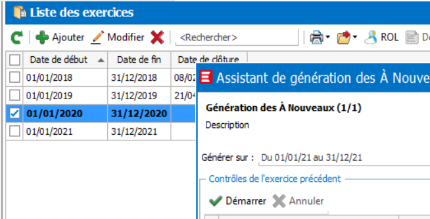 Liste des exercices
Ajouter Modifier <Rechercher> ROL
Date de début Date de fin Date de clôture
01/01/2018 31/12/2018 08/02
01/01/2019 31/12/2019 21/04
01/01/2020 31/12/2020
01/01/2021 31/12/2021
Assistant de génération des À Nouve
Génération des À Nouveaux (1/1)
Description
Générer sur : Du 01/01/21 au 31/12/21
Contrôles de l'exercice précédent
Démarrer Annuler